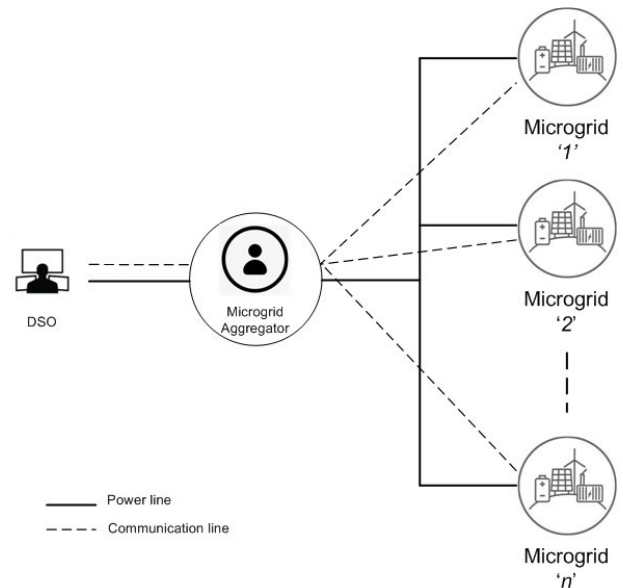 Microgrid
‘1’
Microgrid
‘2’
DSO
Microgrid
Aggregator
Power line
Communication line
Microgrid
‘n’